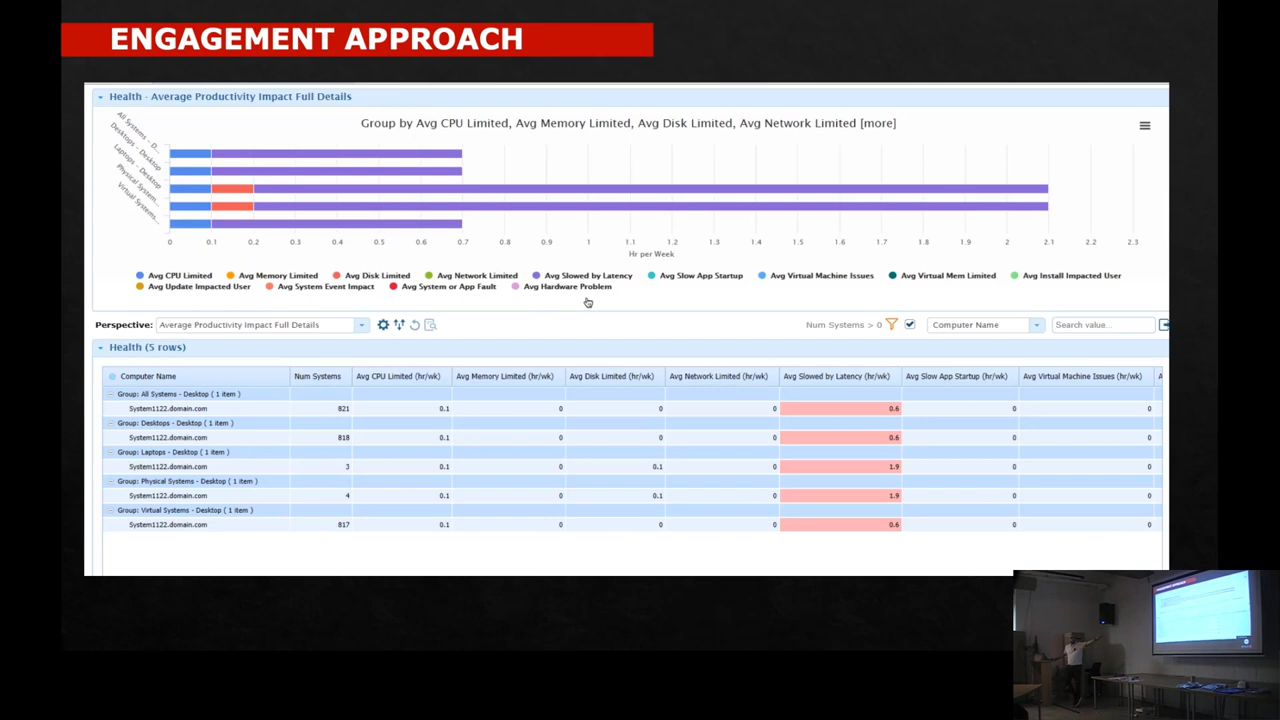 ENGAGEMENT APPROACH
Health - Average Productivity Impact Full Details
Group by Avg CPU Limited, Avg Memory Limited, Avg Disk Limited, Avg Network Limited [more]
All Systems - D...
Desktops - Desktop
Laptops - Desktop
Physical System...
Virtual Systems...
0 0.1 0.2 0.3 0.4 0.5 0.6 0.7 0.8 0.9 1 1.1 1.2 1.3 1.4 1.5 1.6 1.7 1.8 1.9 2 2.1 2.2 2.3
Hr per Week
Avg CPU Limited Avg Memory Limited Avg Disk Limited Avg Network Limited Avg Slowed by Latency Avg Slow App Startup Avg Virtual Machine Issues Avg Virtual Mem Limited Avg Install Impacted User
Avg Update Impacted User Avg System Event Impact Avg System or App Fault Avg Hardware Problem
Perspective: Average Productivity Impact Full Details Num Systems > 0 Computer Name Search value...
Health (5 rows)
Computer Name Num Systems Avg CPU Limited (hr/wk) Avg Memory Limited (hr/wk) Avg Disk Limited (hr/wk) Avg Network Limited (hr/wk) Avg Slowed by Latency (hr/wk) Avg Slow App Startup (hr/wk) Avg Virtual Machine Issues (hr/wk) A
Group: All Systems - Desktop ( 1 item )
System1122.domain.com 821 0.1 0 0 0 0.6 0 0
Group: Desktops - Desktop ( 1 item )
System1122.domain.com 818 0.1 0 0 0 0.6 0 0
Group: Laptops - Desktop ( 1 item )
System1122.domain.com 3 0.1 0 0.1 0 1.9 0 0
Group: Physical Systems - Desktop ( 1 item )
System1122.domain.com 4 0.1 0 0.1 0 1.9 0 0
Group: Virtual Systems - Desktop ( 1 item )
System1122.domain.com 817 0.1 0 0 0 0.6 0 0
ENGAGEMENT APPROACH